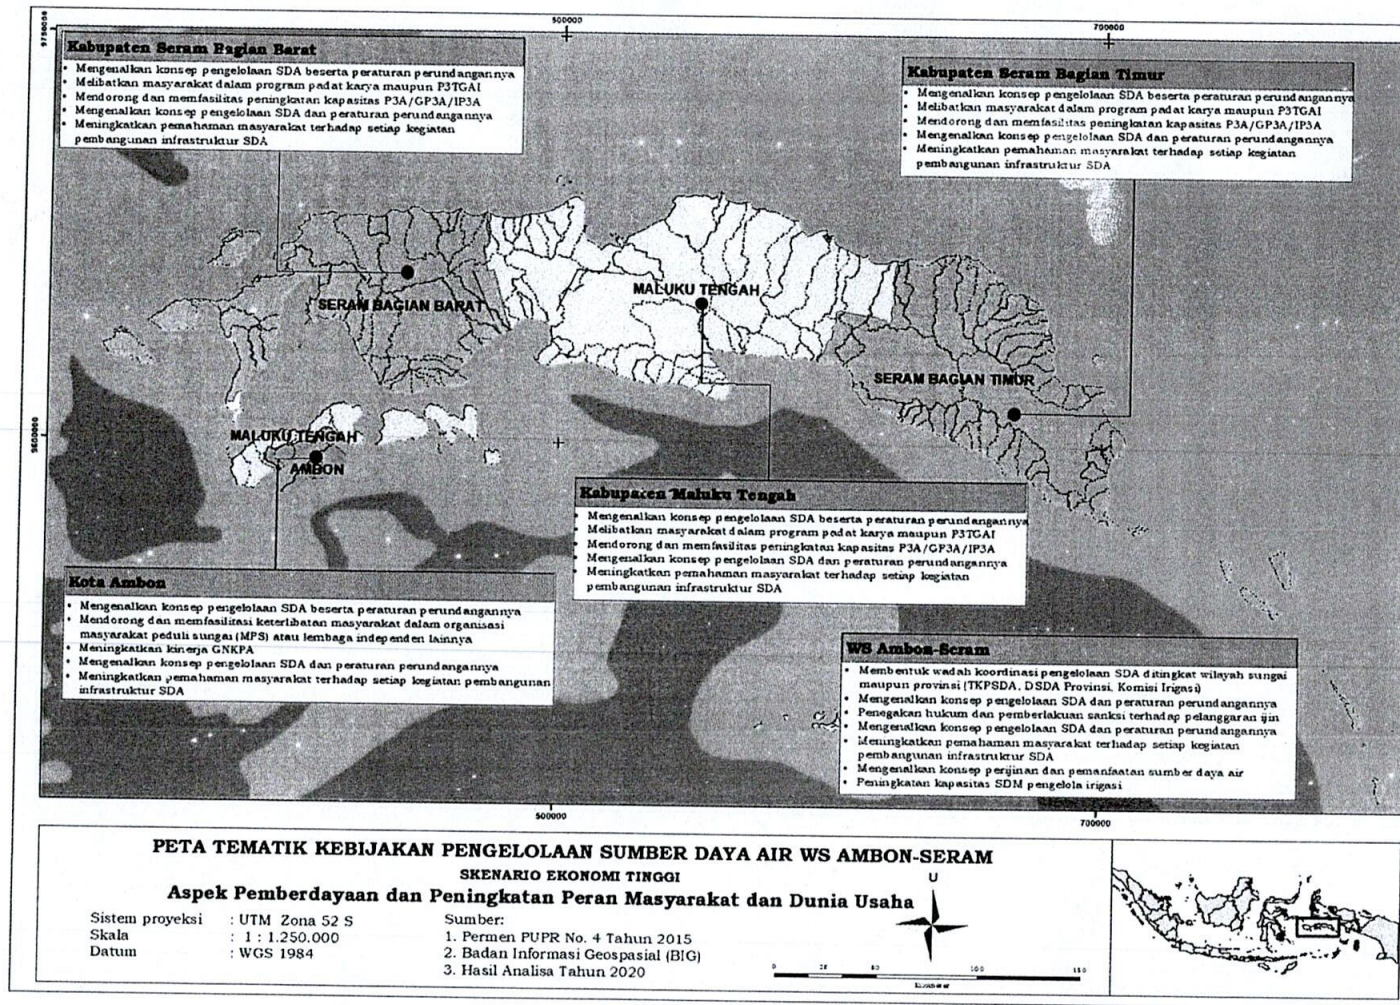 500000
700000
9750000
Kabupaten Seram Bagian Barat
• Mengenalkan konsep pengelolaan SDA beserta peraturan perundangannya
• Melibatkan masyarakat dalam program padat karya maupun P3TGAI
• Mendorong dan memfasilitas peningkatan kapasitas P3A/GP3A/IP3A
• Mengenalkan konsep pengelolaan SDA dan peraturan perundangannya
• Meningkatkan pemahaman masyarakat terhadap setiap kegiatan
pembangunan infrastruktur SDA
Kabupaten Seram Bagian Timur
• Mengenalkan konsep pengelolaan SDA beserta peraturan perundangannya
• Melibatkan masyarakat dalam program padat karya maupun P3TGAI
• Mendorong dan memfasilitas peningkatan kapasitas P3A/GP3A/IP3A
• Mengenalkan konsep pengelolaan SDA dan peraturan perundangannya
• Meningkatkan pemahaman masyarakat terhadap setiap kegiatan
pembangunan infrastruktur SDA
MALUKU TENGAH
SERAM BAGIAN BARAT
SERAM BAGIAN TIMUR
MALUKU TENGAH
AMBON
Kabupaten Maluku Tengah
• Mengenalkan konsep pengelolaan SDA beserta peraturan perundangannya
• Melibatkan masyarakat dalam program padat karya maupun P3TGAI
• Mendorong dan memfasilitas peningkatan kapasitas P3A/GP3A/IP3A
• Mengenalkan konsep pengelolaan SDA dan peraturan perundangannya
• Meningkatkan pemahaman masyarakat terhadap setiap kegiatan
pembangunan infrastruktur SDA
Kota Ambon
• Mengenalkan konsep pengelolaan SDA beserta peraturan perundangannya
• Mendorong dan memfasilitasi keterlibatan masyarakat dalam organisasi
masyarakat peduli sungai (MPS) atau lembaga independen lainnya
• Meningkatkan kinerja GNKPA
• Mengenalkan konsep pengelolaan SDA dan peraturan perundangannya
• Meningkatkan pemahaman masyarakat terhadap setiap kegiatan pembangunan
infrastruktur SDA
WS Ambon-Seram
• Membentuk wadah koordinasi pengelolaan SDA ditingkat wilayah sungai
maupun provinsi (TKPSDA, DSDA Provinsi, Komisi Irigasi)
• Mengenalkan konsep pengelolaan SDA dan peraturan perundangannya
• Penegakan hukum dan pemberlakuan sanksi terhadap pelanggaran ijin
• Mengenalkan konsep pengelolaan SDA dan peraturan perundangannya
• Meningkatkan pemahaman masyarakat terhadap setiap kegiatan
pembangunan infrastruktur SDA
• Mengenalkan konsep perijinan dan pemanfaatan sumber daya air
• Peningkatan kapasitas SDM pengelola irigasi
500000
700000
PETA TEMATIK KEBIJAKAN PENGELOLAAN SUMBER DAYA AIR WS AMBON-SERAM
SKENARIO EKONOMI TINGGI
Aspek Pemberdayaan dan Peningkatan Peran Masyarakat dan Dunia Usaha
U
Sistem proyeksi : UTM Zona 52 S
Skala : 1 : 1.250.000
Datum : WGS 1984
Sumber:
1. Permen PUPR No. 4 Tahun 2015
2. Badan Informasi Geospasial (BIG)
3. Hasil Analisa Tahun 2020
0 25 50 100 150